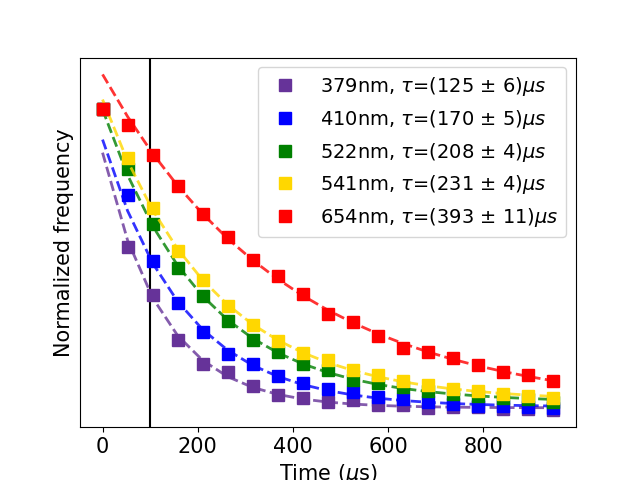 379nm, τ=(125 ± 6)μs
410nm, τ=(170 ± 5)μs
522nm, τ=(208 ± 4)μs
541nm, τ=(231 ± 4)μs
654nm, τ=(393 ± 11)μs
Normalized frequency
0 200 400 600 800
Time (μs)